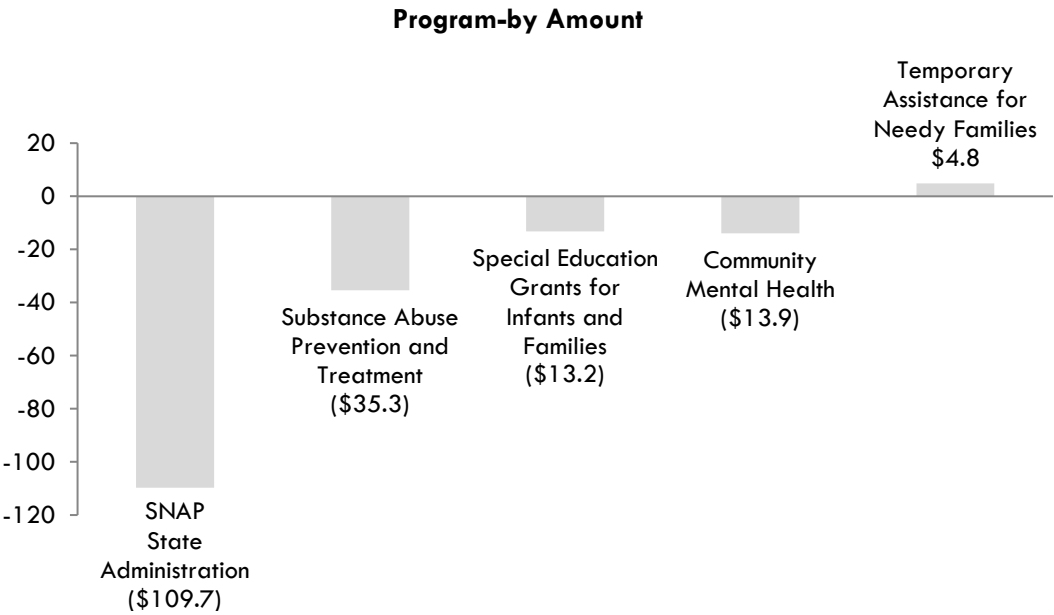 Program-by Amount
Temporary
Assistance for
Needy Families
$4.8
20
0
-20
-40
-60
-80
-100
-120
SNAP
State
Administration
($109.7)
Substance Abuse
Prevention and
Treatment
($35.3)
Special Education
Grants for
Infants and
Families
($13.2)
Community
Mental Health
($13.9)